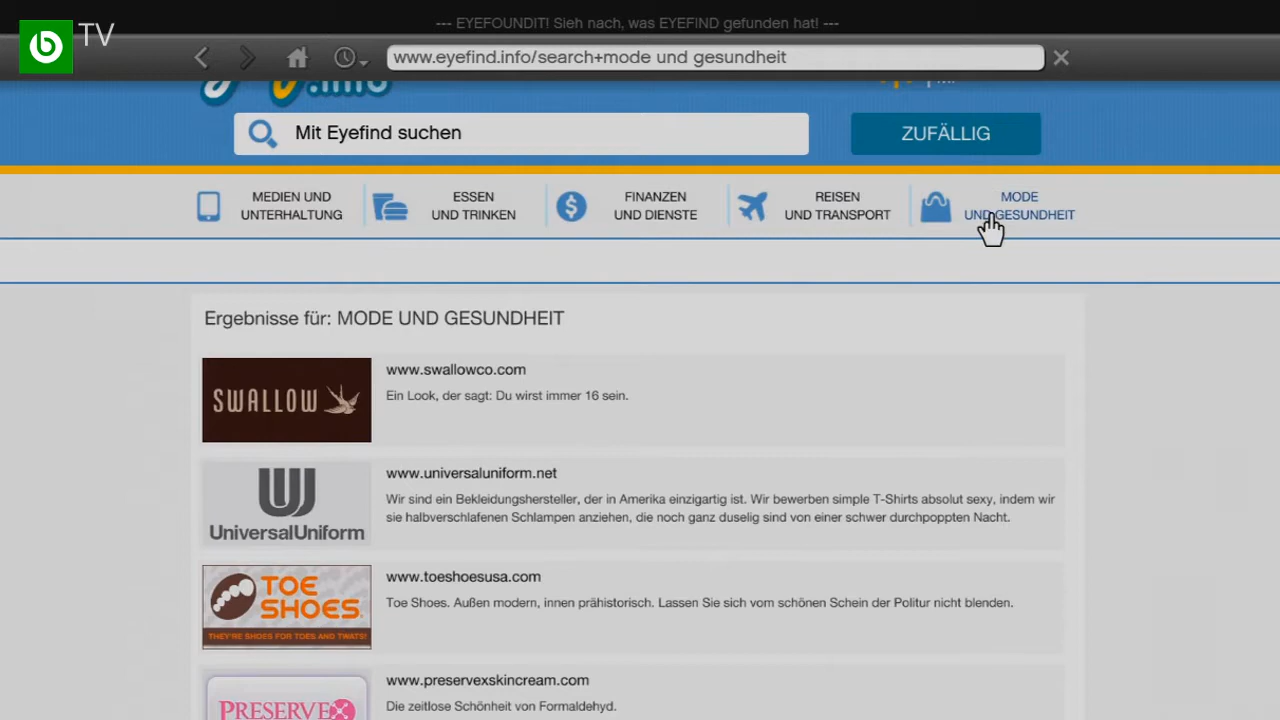 --- EYEFOUNDIT! Sieh nach, was EYEFIND gefunden hat! ---
b TV
www.eyefind.info/search+mode und gesundheit
.info
Mit Eyefind suchen
ZUFÄLLIG
MEDIEN UND
UNTERHALTUNG
ESSEN
UND TRINKEN
FINANZEN
UND DIENSTE
REISEN
UND TRANSPORT
MODE
UND GESUNDHEIT
Ergebnisse für: MODE UND GESUNDHEIT
SWALLOW
www.swallowco.com
Ein Look, der sagt: Du wirst immer 16 sein.
UniversalUniform
www.universaluniform.net
Wir sind ein Bekleidungshersteller, der in Amerika einzigartig ist. Wir bewerben simple T-Shirts absolut sexy, indem wir
sie halbverschlafenen Schlampen anziehen, die noch ganz duselig sind von einer schwer durchpoppten Nacht.
TOE
SHOES
THEY'RE SHOES FOR TOES AND TWATS!
www.toeshoesusa.com
Toe Shoes. Außen modern, innen prähistorisch. Lassen Sie sich vom schönen Schein der Politur nicht blenden.
PRESERVEX
www.preservexskincream.com
Die zeitlose Schönheit von Formaldehyd.